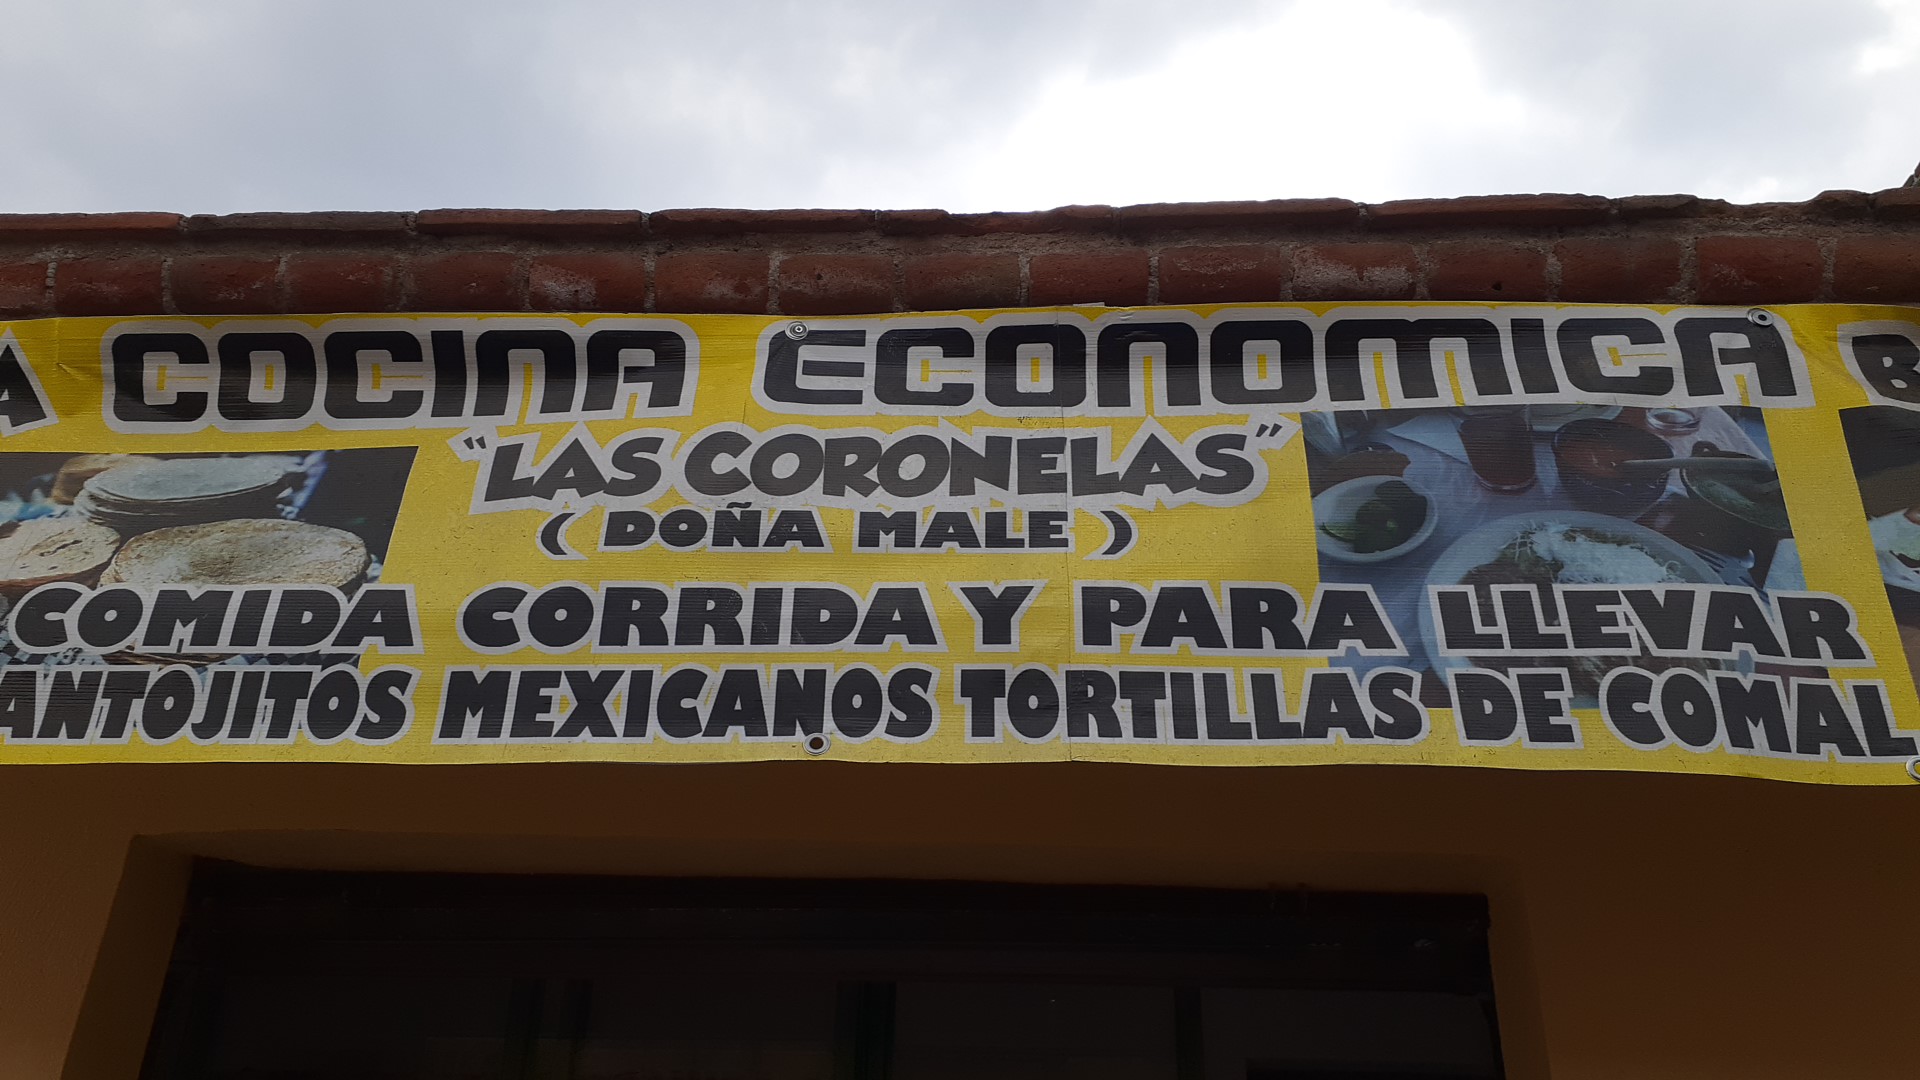 A COCINA ECONOMICA B
"LAS CORONELAS"
( DOÑA MALE )
COMIDA CORRIDA Y PARA LLEVAR
ANTOJITOS MEXICANOS TORTILLAS DE COMAL